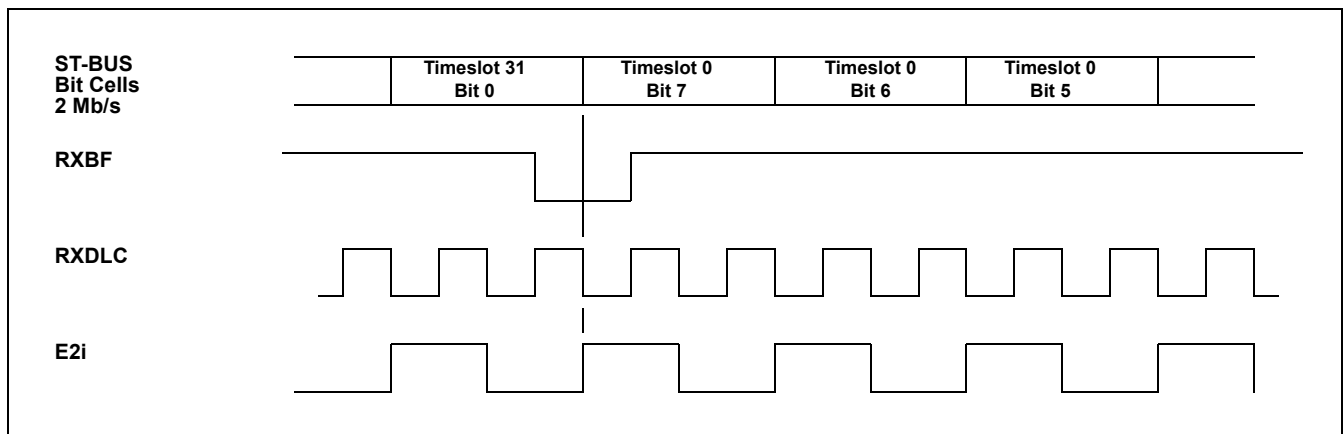 ST-BUS
Bit Cells
2 Mb/s
Timeslot 31
Bit 0
Timeslot 0
Bit 7
Timeslot 0
Bit 6
Timeslot 0
Bit 5
RXBF
RXDLC
E2i